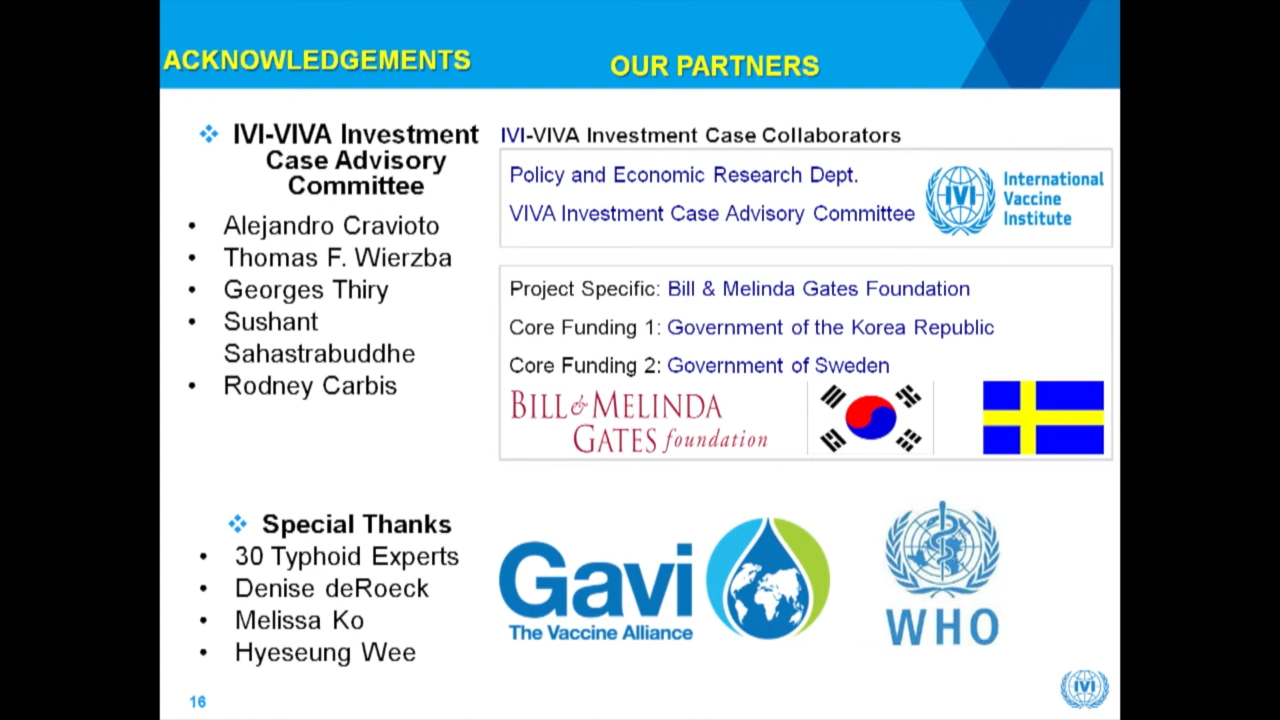 ACKNOWLEDGEMENTS
OUR PARTNERS
❖ IVI-VIVA Investment
Case Advisory
Committee
• Alejandro Cravioto
• Thomas F. Wierzba
• Georges Thiry
• Sushant
Sahastrabuddhe
• Rodney Carbis
❖ Special Thanks
• 30 Typhoid Experts
• Denise deRoeck
• Melissa Ko
• Hyeseung Wee
IVI-VIVA Investment Case Collaborators
Policy and Economic Research Dept.
VIVA Investment Case Advisory Committee
IVI
International
Vaccine
Institute
Project Specific: Bill & Melinda Gates Foundation
Core Funding 1: Government of the Korea Republic
Core Funding 2: Government of Sweden
BILL & MELINDA
GATES foundation
Gavi
The Vaccine Alliance
WHO
16
IVI